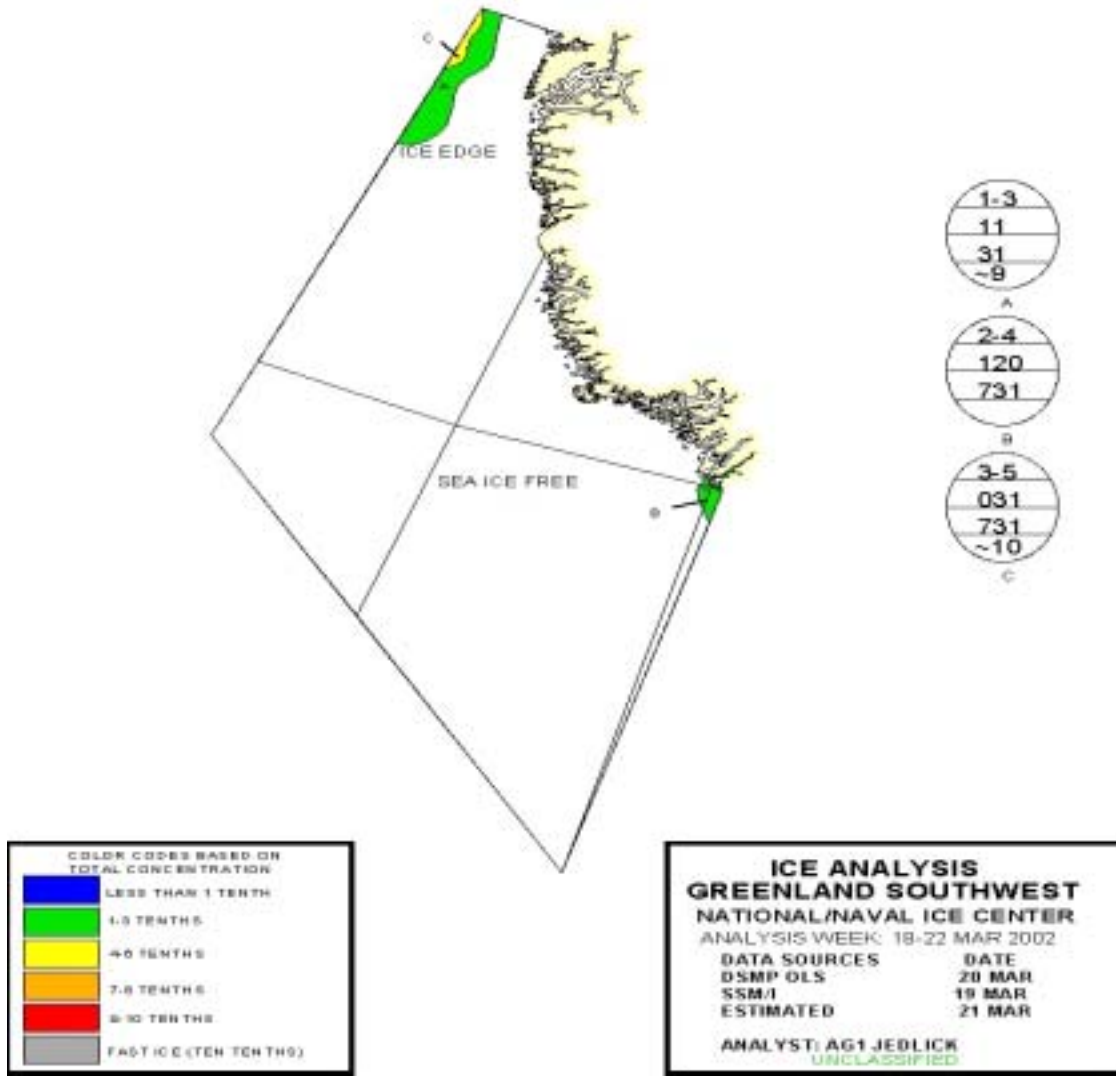 C
A
ICE EDGE
SEA ICE FREE
B
1-3
11
31
~9
A
2-4
120
731
B
3-5
031
731
~10
C
COLOR CODES BASED ON
TOTAL CONCENTRATION
LESS THAN 1 TENTH
1-3 TENTHS
4-6 TENTHS
7-8 TENTHS
9-10 TENTHS
FAST ICE (TEN TENTHS)
ICE ANALYSIS
GREENLAND SOUTHWEST
NATIONAL/NAVAL ICE CENTER
ANALYSIS WEEK: 18-22 MAR 2002
DATA SOURCES DATE
DSMP OLS 20 MAR
SSM/I 19 MAR
ESTIMATED 21 MAR
ANALYST: AG1 JEDLICK
UNCLASSIFIED